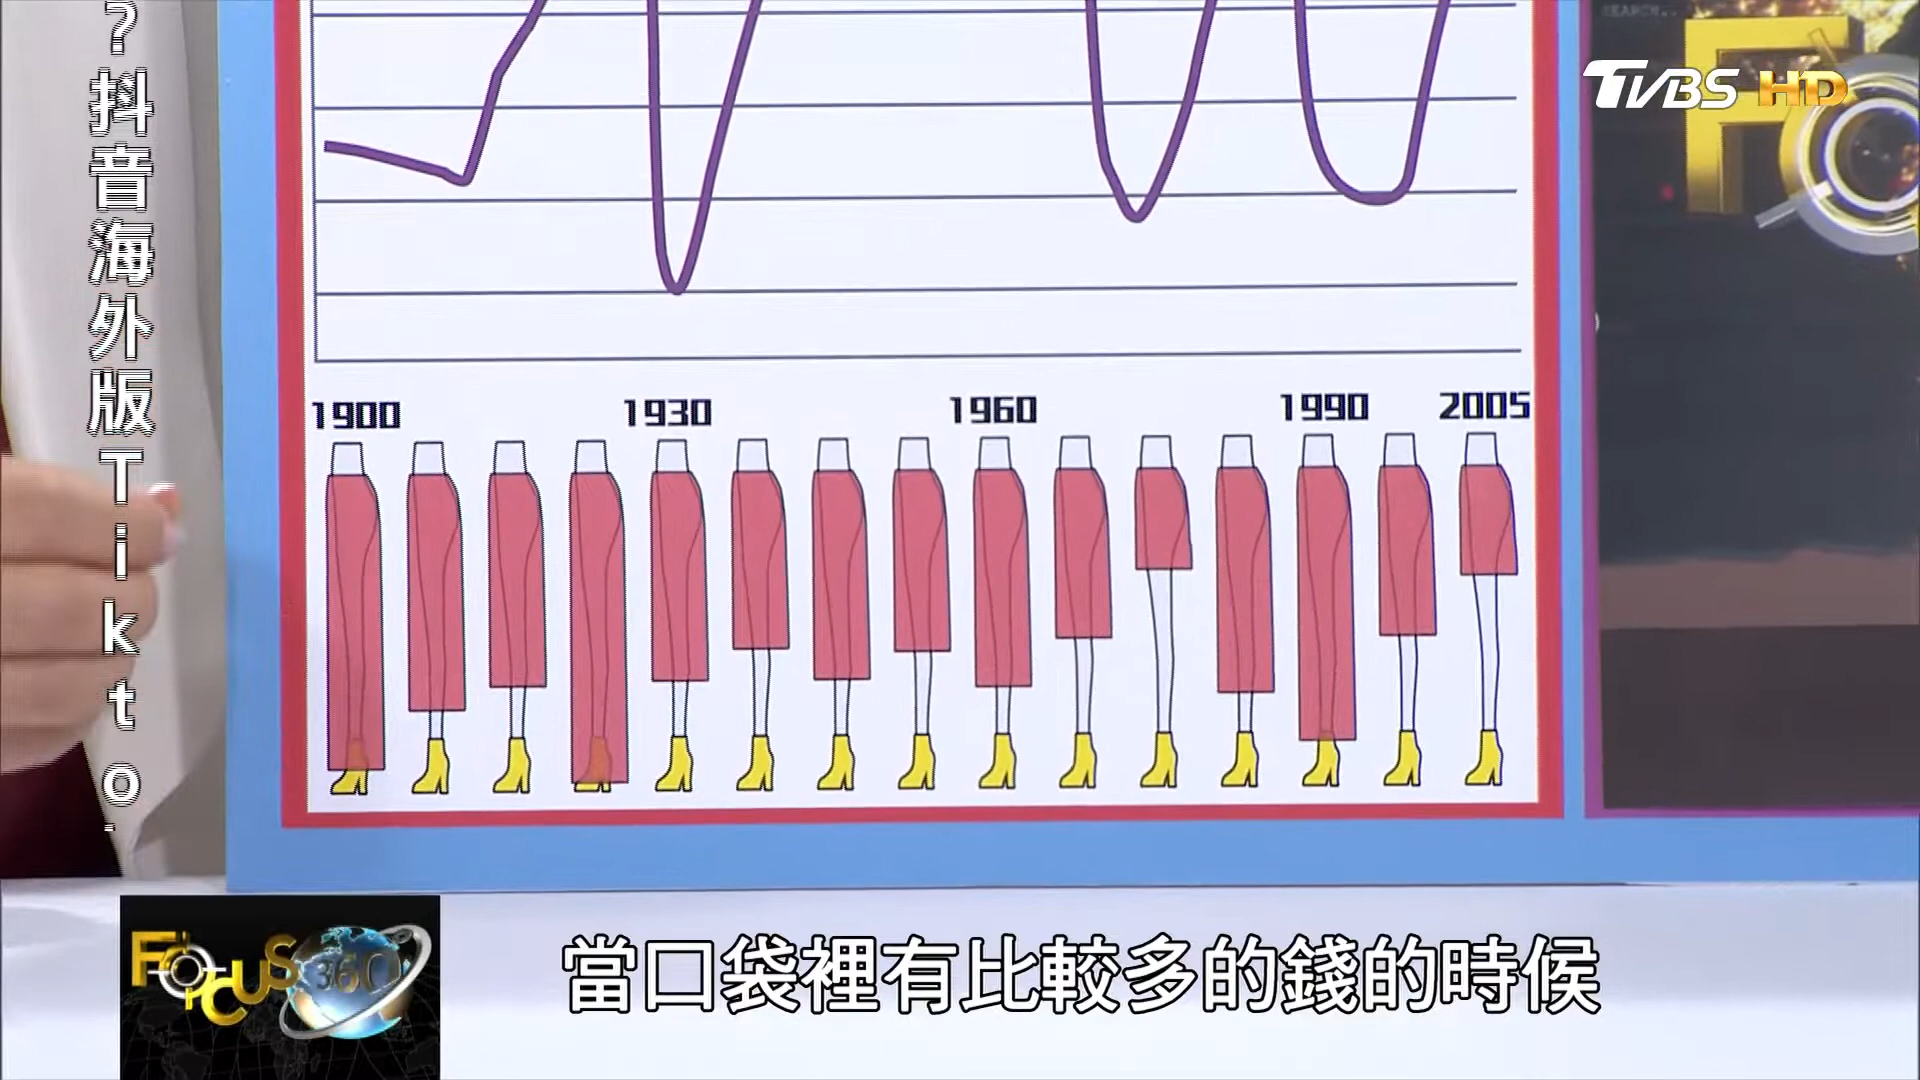 ?抖音海外版Tikto
SEARCH..
TVBS HD
1900 1930 1960 1990 2005
FOCUS 360
當口袋裡有比較多的錢的時候